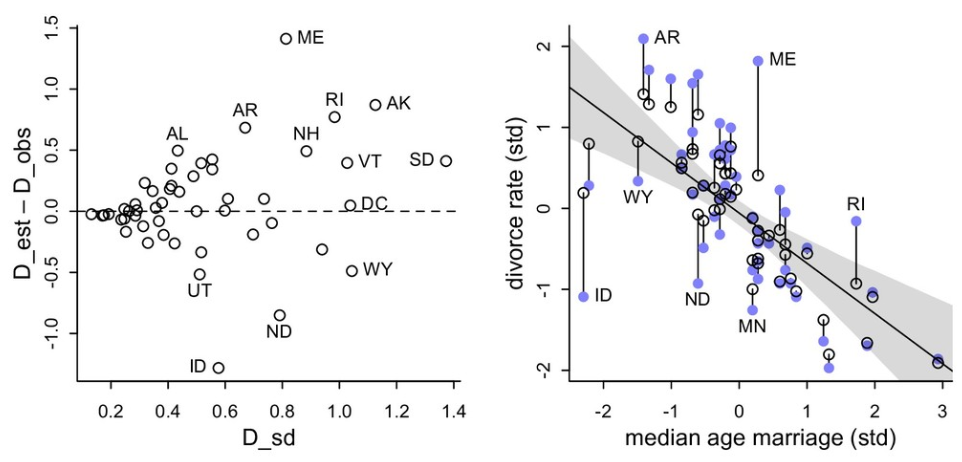 1.5
1.0
0.5
0.0
-0.5
-1.0
D_est – D_obs
ME
AK
RI
AR
NH
AL
VT
SD
DC
WY
UT
ND
ID
0.2 0.4 0.6 0.8 1.0 1.2 1.4
D_sd
2
1
0
-1
-2
divorce rate (std)
AR
ME
WY
RI
ID
ND
MN
-2 -1 0 1 2 3
median age marriage (std)